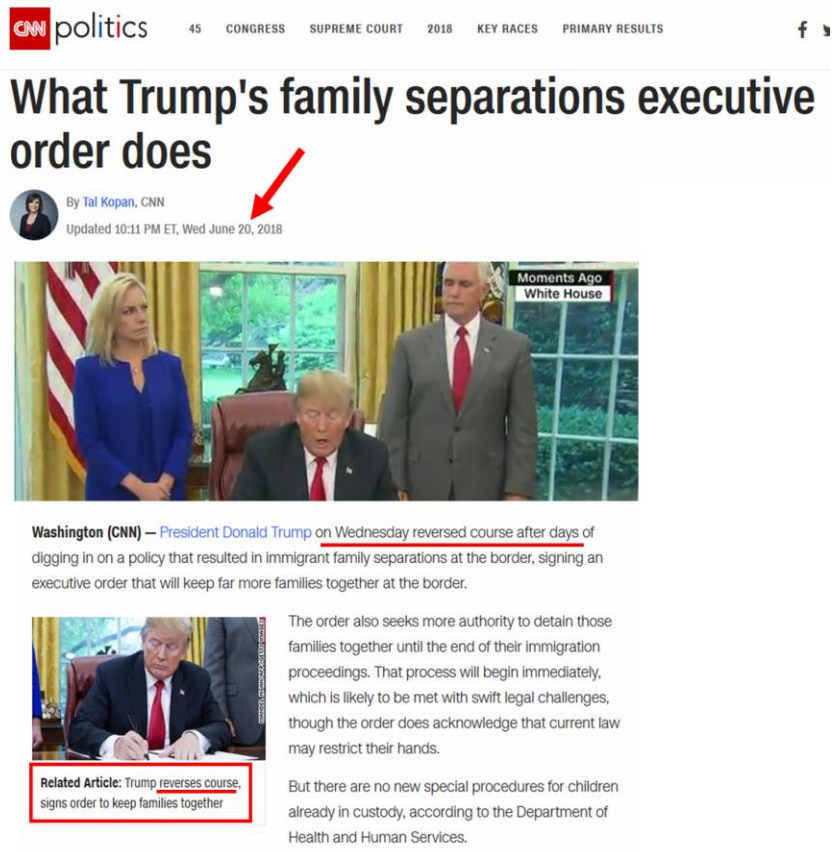 CNN politics 45 CONGRESS SUPREME COURT 2018 KEY RACES PRIMARY RESULTS
What Trump's family separations executive
order does
By Tal Kopan, CNN
Updated 10:11 PM ET, Wed June 20, 2018
Moments Ago
White House
Washington (CNN) — President Donald Trump on Wednesday reversed course after days of
digging in on a policy that resulted in immigrant family separations at the border, signing an
executive order that will keep far more families together at the border.
Related Article: Trump reverses course,
signs order to keep families together
The order also seeks more authority to detain those
families together until the end of their immigration
proceedings. That process will begin immediately,
which is likely to be met with swift legal challenges,
though the order does acknowledge that current law
may restrict their hands.
But there are no new special procedures for children
already in custody, according to the Department of
Health and Human Services.